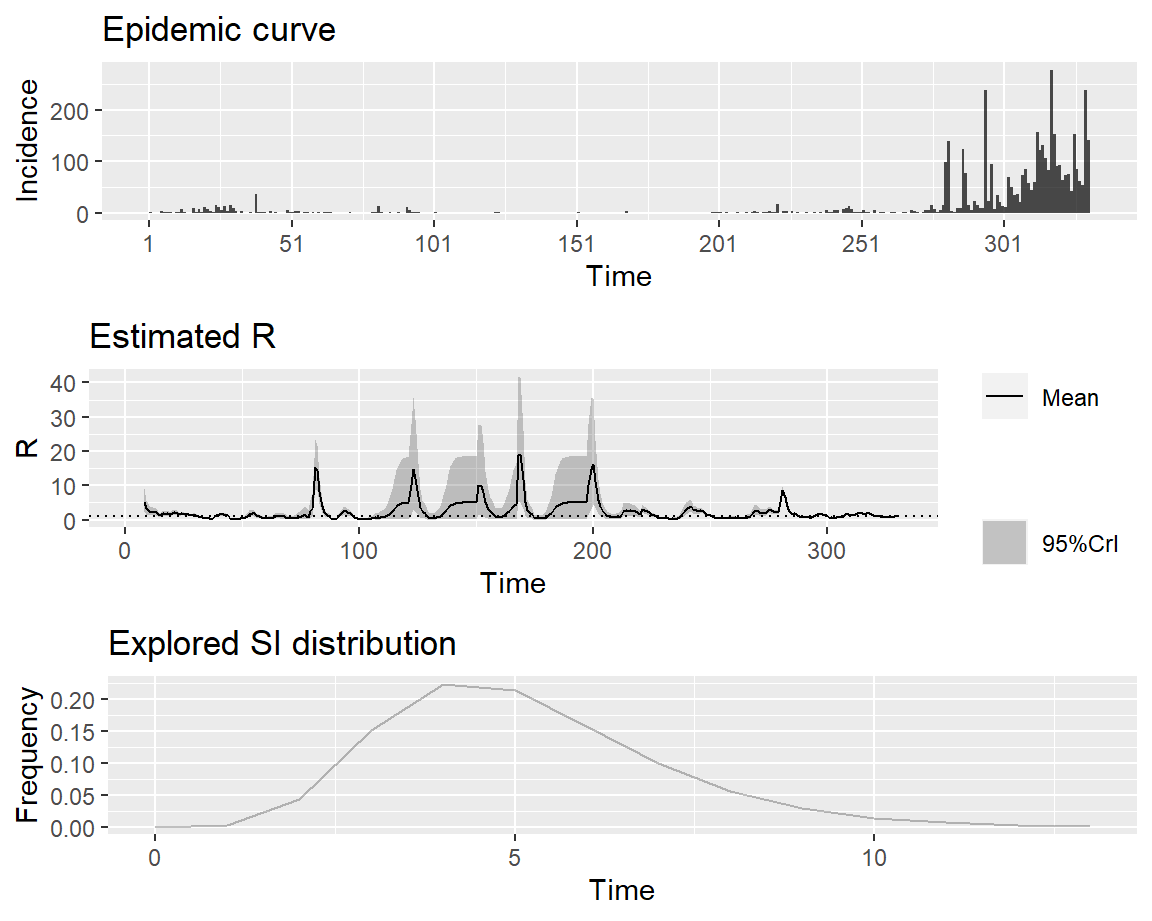 Epidemic curve
Incidence
200
100
0
1 51 101 151 201 251 301
Time
Estimated R
R
40
30
20
10
0
0 100 200 300
Time
Mean
95%CrI
Explored SI distribution
Frequency
0.20
0.15
0.10
0.05
0.00
0 5 10
Time